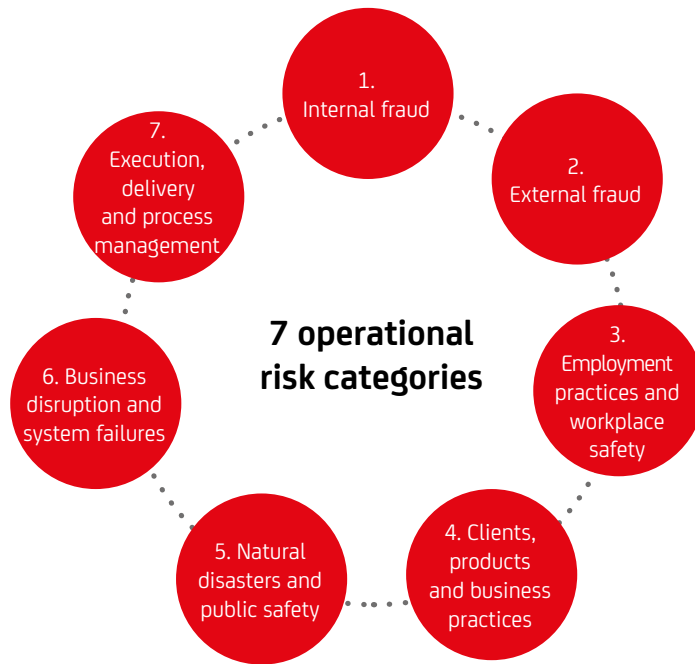 1.
Internal fraud
2.
External fraud
3.
Employment
practices and
workplace
safety
4. Clients,
products
and business
practices
5. Natural
disasters and
public safety
6. Business
disruption and
system failures
7.
Execution,
delivery
and process
management
7 operational
risk categories